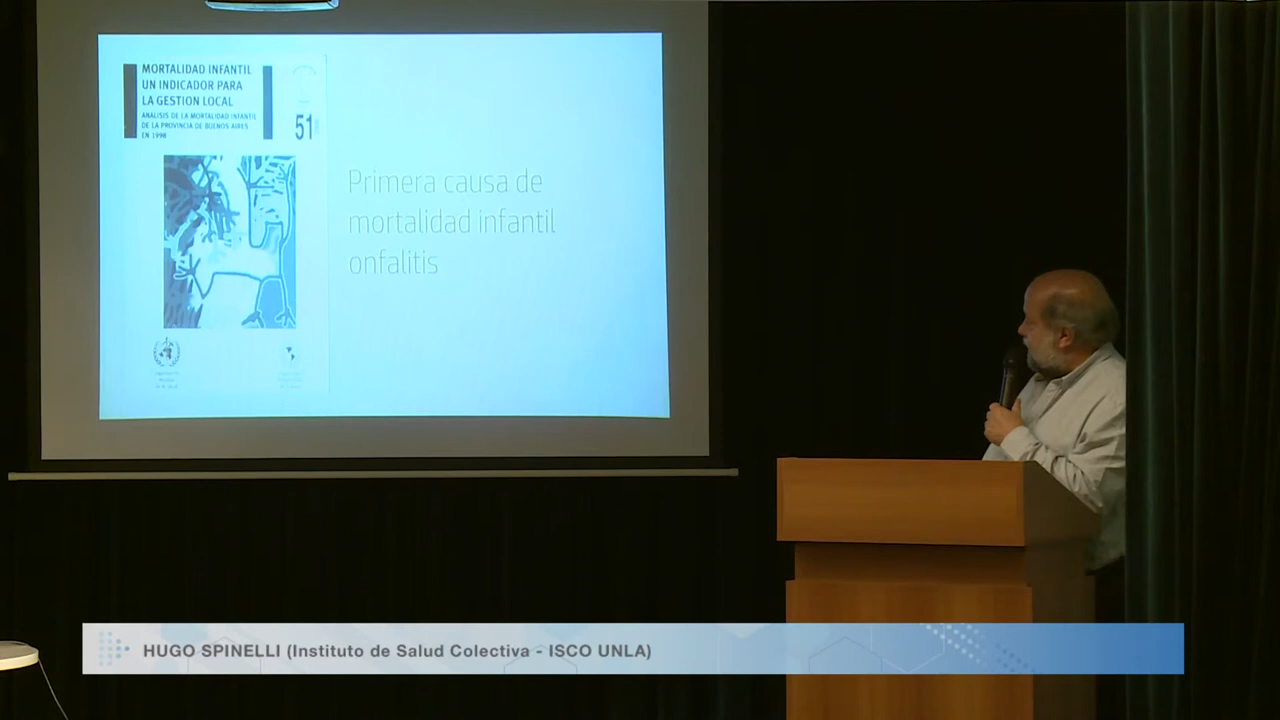 MORTALIDAD INFANTIL
UN INDICADOR PARA
LA GESTION LOCAL
ANALISIS DE LA MORTALIDAD INFANTIL
DE LA PROVINCIA DE BUENOS AIRES
EN 1998
51
Primera causa de
mortalidad infantil
onfalitis
HUGO SPINELLI (Instituto de Salud Colectiva - ISCO UNLA)